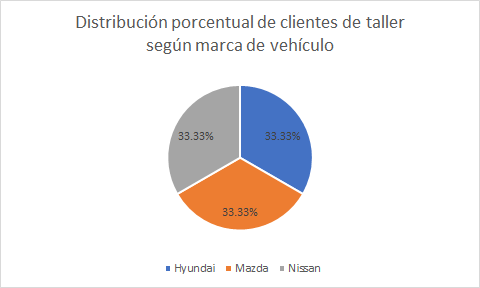 Distribución porcentual de clientes de taller
según marca de vehículo
33.33%
33.33%
33.33%
Hyundai Mazda Nissan